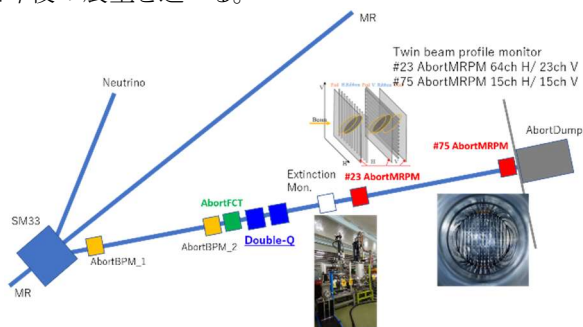 MR
Twin beam profile monitor
#23 AbortMRPM 64ch H/ 23ch V
#75 AbortMRPM 15ch H/ 15ch V
Neutrino
AbortDump
#75 AbortMRPM
Extinction
Mon.
#23 AbortMRPM
SM33
AbortFCT
AbortBPM_2
Double-Q
AbortBPM_1
MR